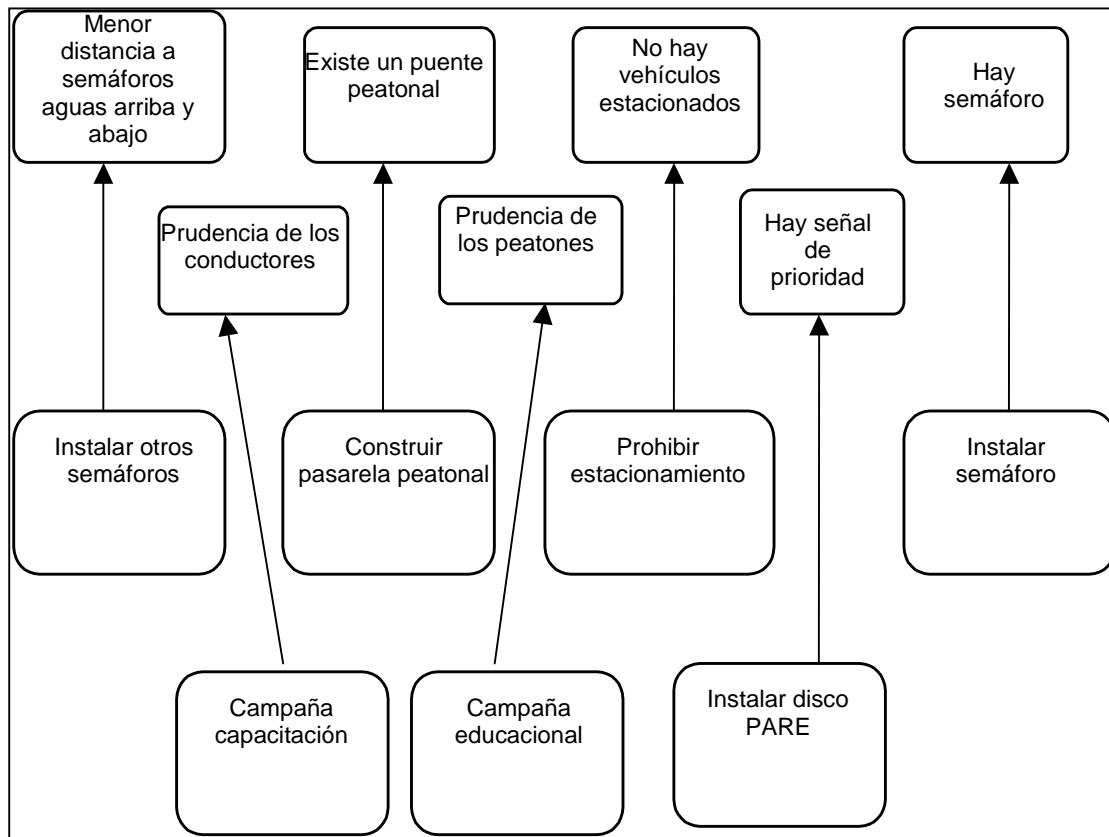 Menor
distancia a
semáforos
aguas arriba y
abajo
Existe un puente
peatonal
No hay
vehículos
estacionados
Hay
semáforo
Prudencia de los
conductores
Prudencia de
los peatones
Hay señal
de
prioridad
Instalar otros
semáforos
Construir
pasarela peatonal
Prohibir
estacionamiento
Instalar
semáforo
Campaña
capacitación
Campaña
educacional
Instalar disco
PARE